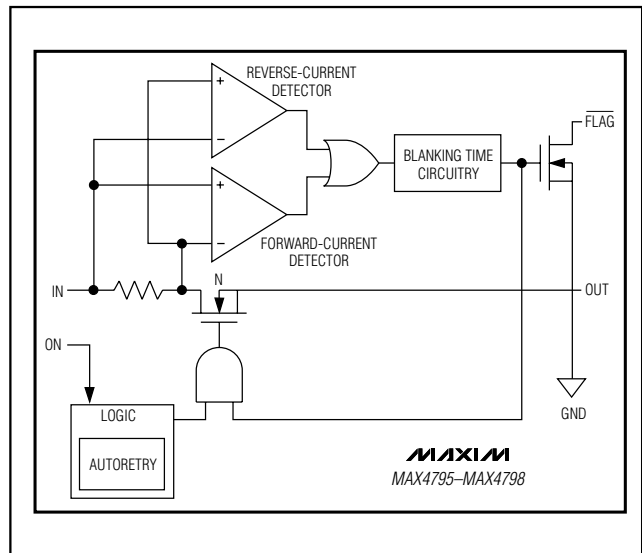 REVERSE-CURRENT
DETECTOR
+
−
FLAG
BLANKING TIME
CIRCUITRY
+
−
FORWARD-CURRENT
DETECTOR
N
IN
OUT
ON
LOGIC
AUTORETRY
GND
MAXIM
MAX4795–MAX4798